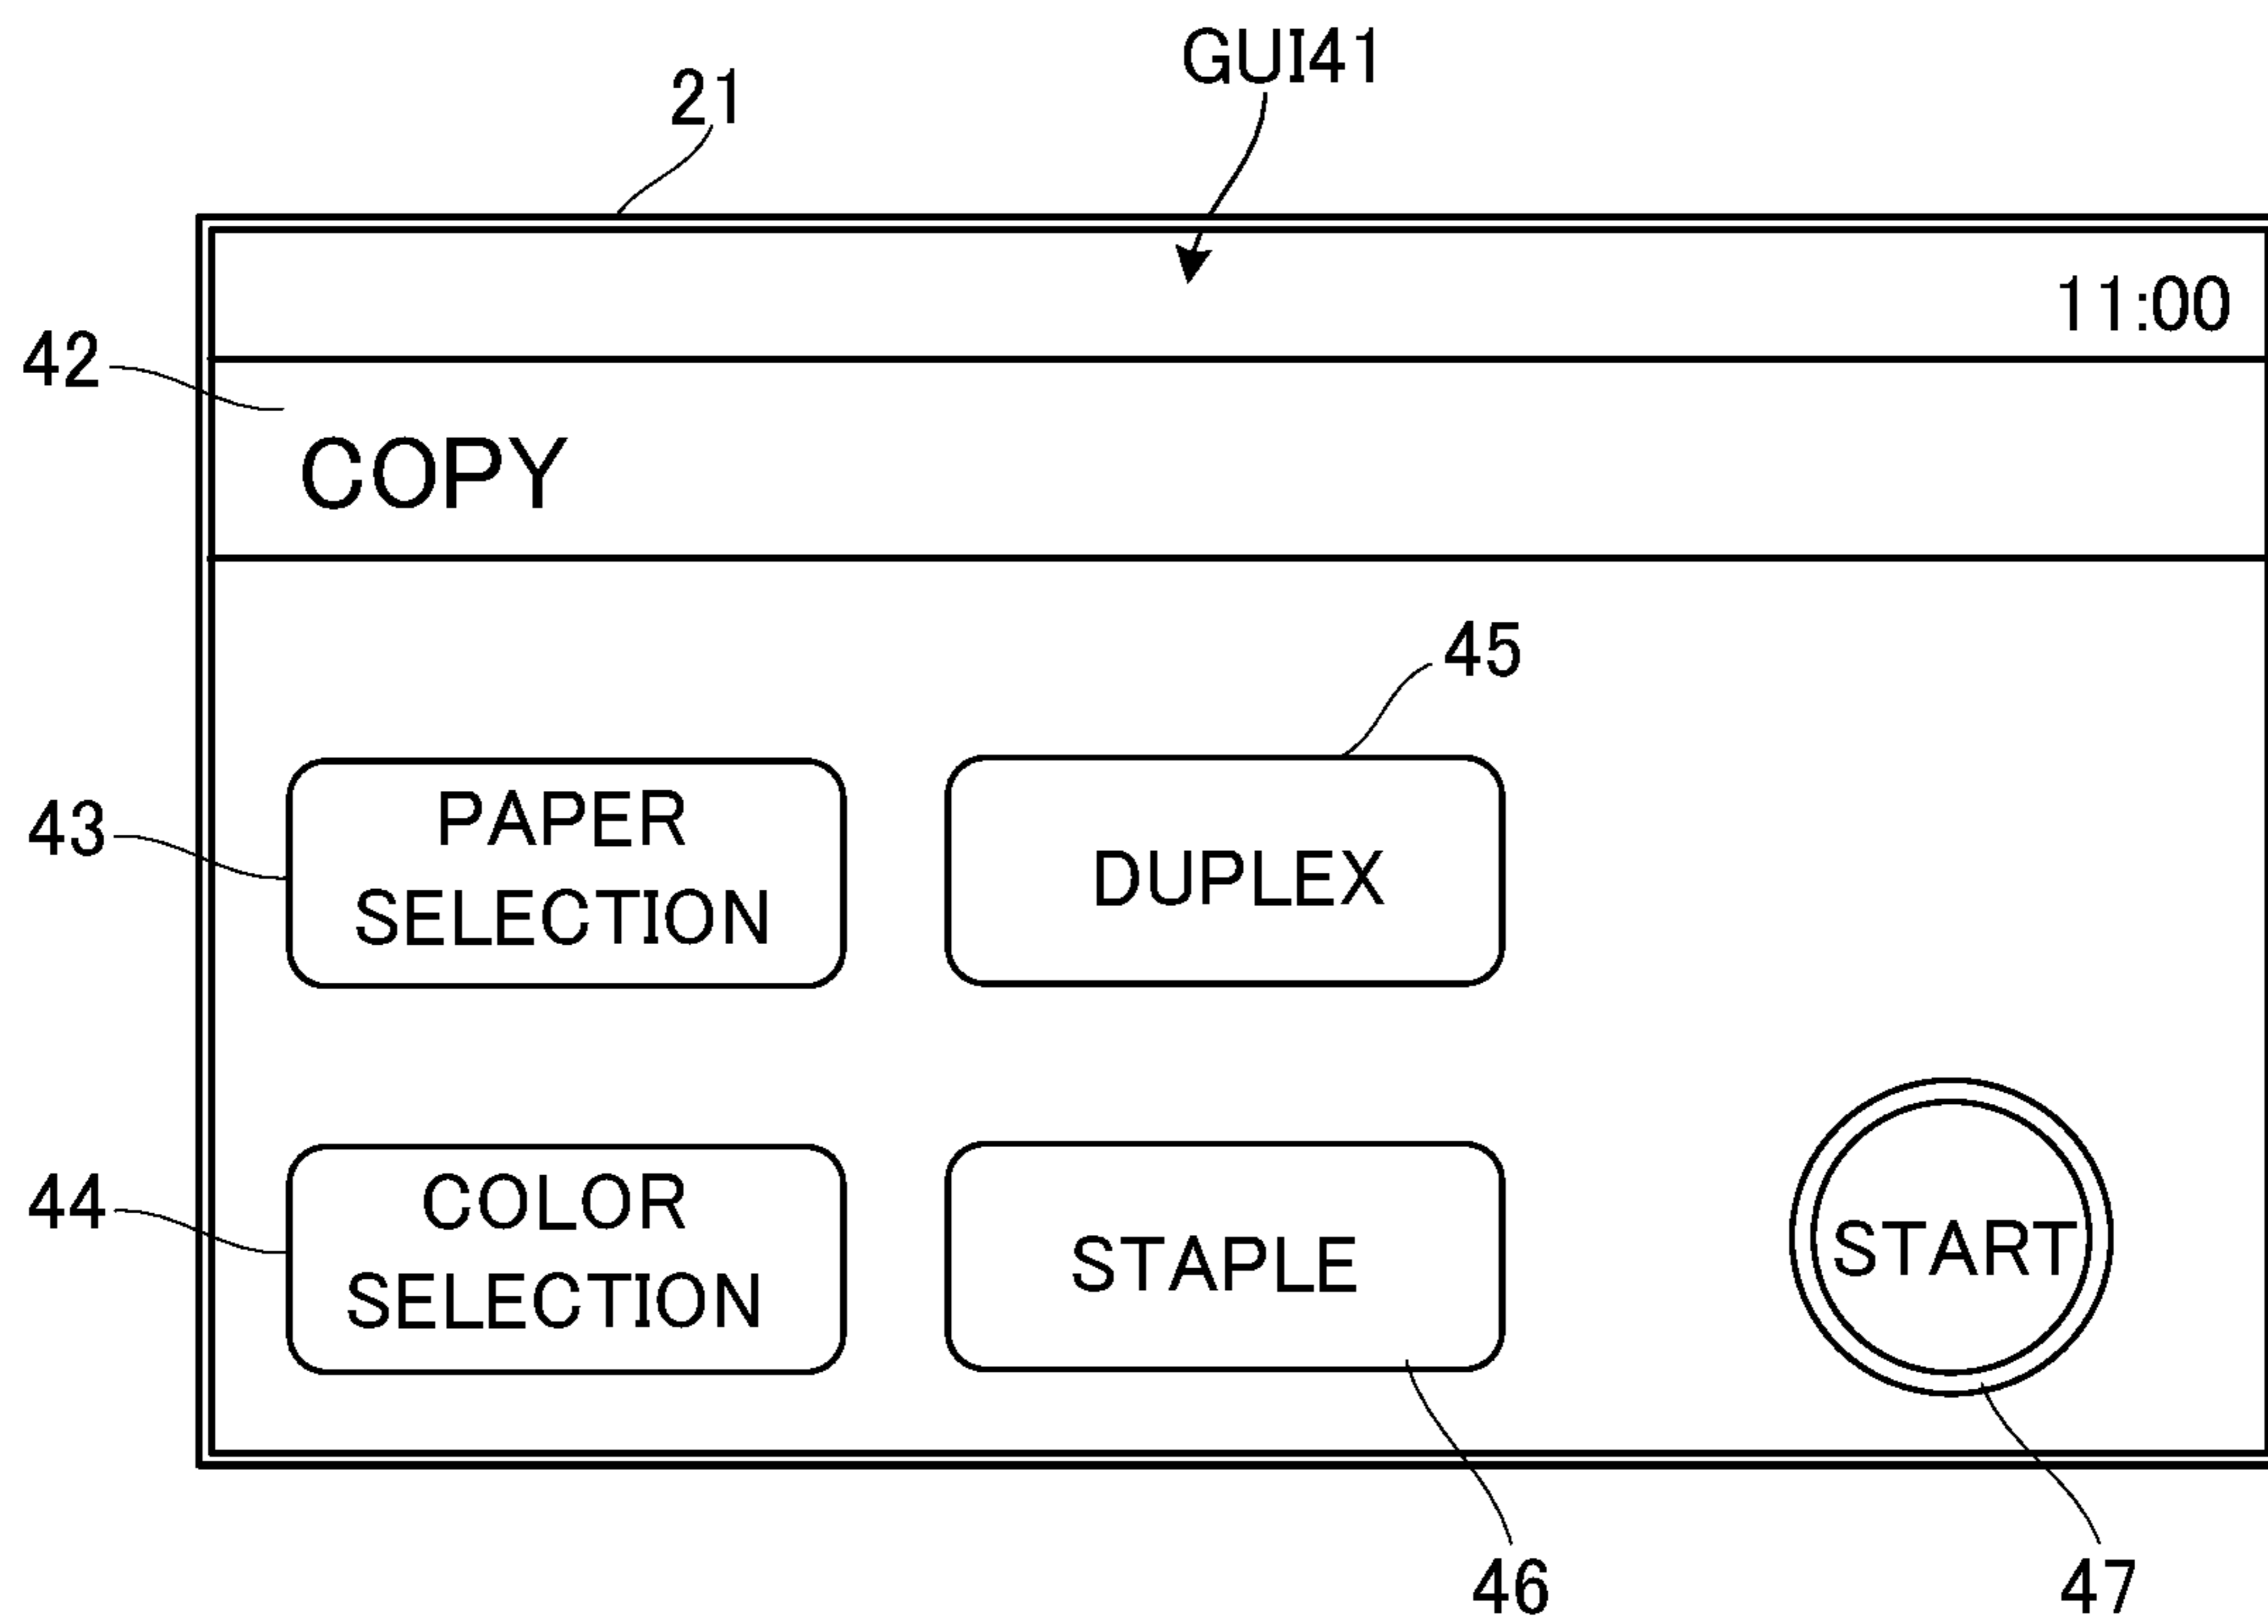 GUI41
21
11:00
42
COPY
45
43
PAPER
SELECTION
DUPLEX
44
COLOR
SELECTION
STAPLE
START
46
47